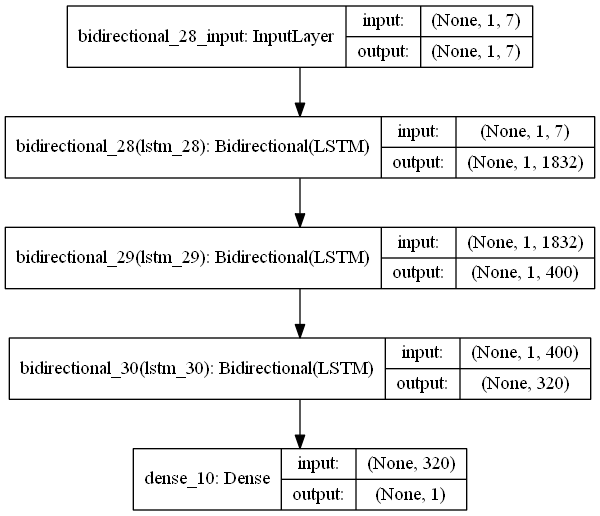 bidirectional_28_input: InputLayer
input: (None, 1, 7)
output: (None, 1, 7)
bidirectional_28(lstm_28): Bidirectional(LSTM)
input: (None, 1, 7)
output: (None, 1, 1832)
bidirectional_29(lstm_29): Bidirectional(LSTM)
input: (None, 1, 1832)
output: (None, 1, 400)
bidirectional_30(lstm_30): Bidirectional(LSTM)
input: (None, 1, 400)
output: (None, 320)
dense_10: Dense
input: (None, 320)
output: (None, 1)